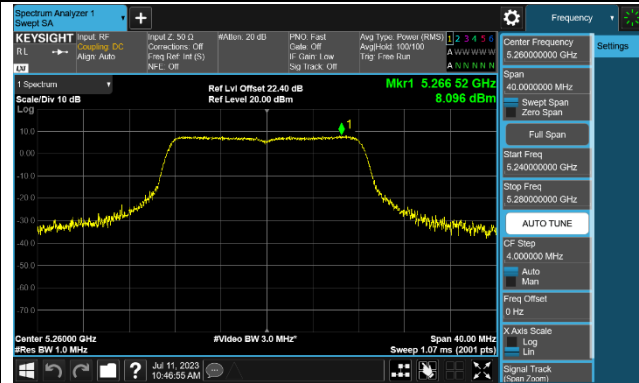 Spectrum Analyzer 1
Swept SA
Frequency
KEYSIGHT
RL
LXI
Input: RF
Coupling: DC
Align: Auto
Input Z: 50 Ω
Corrections: Off
Freq Ref: Int (S)
NFE: Off
#Atten: 20 dB
PNO: Fast
Gate: Off
IF Gain: Low
Sig Track: Off
Avg Type: Power (RMS)
Avg|Hold: 100/100
Trig: Free Run
1 2 3 4 5 6
A W W W W W
A N N N N N
1 Spectrum
Scale/Div 10 dB
Log
Ref Lvl Offset 22.40 dB
Ref Level 20.00 dBm
Mkr1 5.266 52 GHz
8.096 dBm
1
10.0
0.00
-10.0
-20.0
-30.0
-40.0
-50.0
-60.0
-70.0
Center 5.26000 GHz
#Res BW 1.0 MHz
#Video BW 3.0 MHz*
Span 40.00 MHz
Sweep 1.07 ms (2001 pts)
Jul 11, 2023
10:46:55 AM
Center Frequency
5.260000000 GHz
Settings
Span
40.0000000 MHz
Swept Span
Zero Span
Full Span
Start Freq
5.240000000 GHz
Stop Freq
5.280000000 GHz
AUTO TUNE
CF Step
4.000000 MHz
Auto
Man
Freq Offset
0 Hz
X Axis Scale
Log
Lin
Signal Track
(Span Zoom)